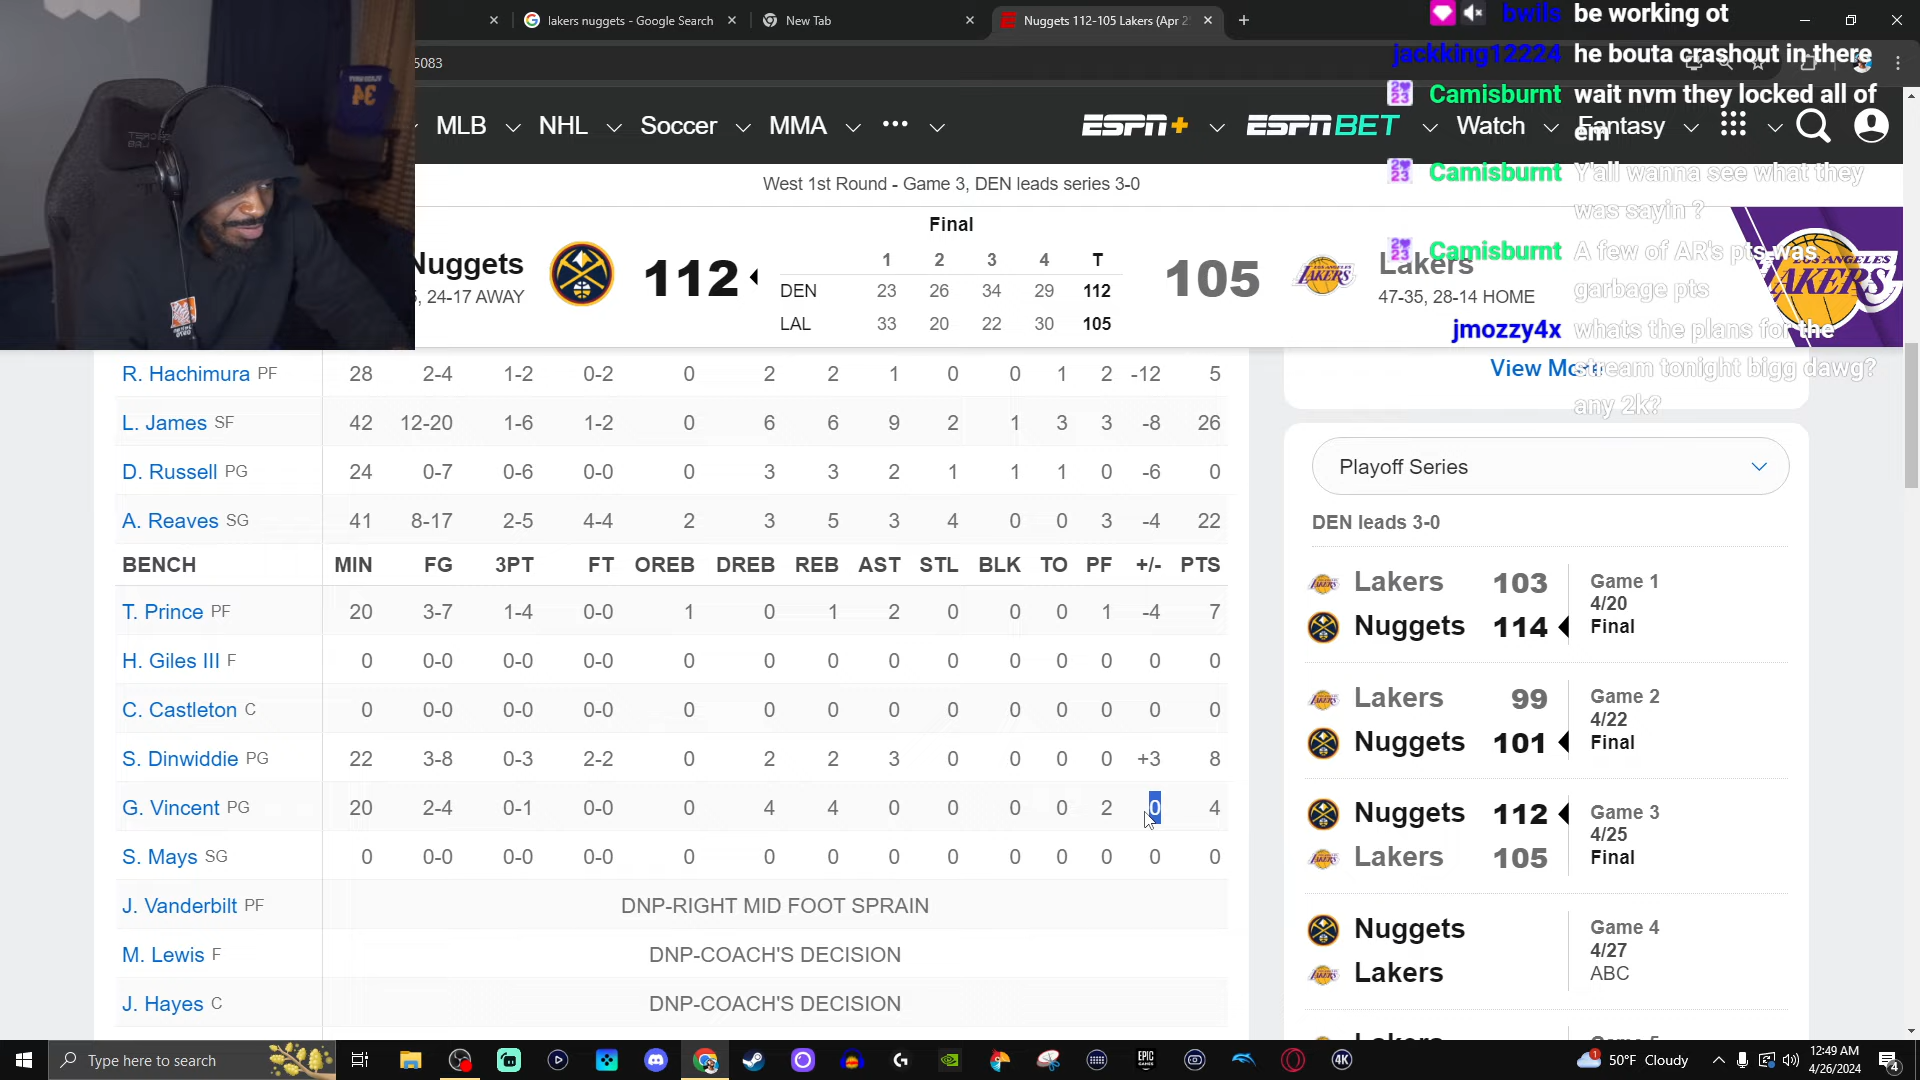 lakers nuggets - Google Search
New Tab
Nuggets 112-105 Lakers (Apr 2
5083
bwils be working ot
jackking12224 he bouta crashout in there
Camisburnt wait nvm they locked all of
em
Camisburnt Y'all wanna see what they
was sayin ?
Camisburnt A few of AR's pts was
garbage pts
jmozzy4x whats the plans for the
stream tonight bigg dawg?
any 2k?
MLB NHL Soccer MMA ... ESPN+ ESPN BET Watch Fantasy
West 1st Round - Game 3, DEN leads series 3-0
Final
Nuggets 112
24-17 AWAY
1 2 3 4 T
DEN 23 26 34 29 112
LAL 33 20 22 30 105
105 Lakers
47-35, 28-14 HOME
LOS ANGELES
LAKERS
34
R. Hachimura PF 28 2-4 1-2 0-2 0 2 2 1 0 0 1 2 -12 5
L. James SF 42 12-20 1-6 1-2 0 6 6 9 2 1 3 3 -8 26
D. Russell PG 24 0-7 0-6 0-0 0 3 3 2 1 1 1 0 -6 0
A. Reaves SG 41 8-17 2-5 4-4 2 3 5 3 4 0 0 3 -4 22
BENCH MIN FG 3PT FT OREB DREB REB AST STL BLK TO PF +/- PTS
T. Prince PF 20 3-7 1-4 0-0 1 0 1 2 0 0 0 1 -4 7
H. Giles III F 0 0-0 0-0 0-0 0 0 0 0 0 0 0 0 0 0
C. Castleton C 0 0-0 0-0 0-0 0 0 0 0 0 0 0 0 0 0
S. Dinwiddie PG 22 3-8 0-3 2-2 0 2 2 3 0 0 0 0 +3 8
G. Vincent PG 20 2-4 0-1 0-0 0 4 4 0 0 0 0 2 0 4
S. Mays SG 0 0-0 0-0 0-0 0 0 0 0 0 0 0 0 0 0
J. Vanderbilt PF DNP-RIGHT MID FOOT SPRAIN
M. Lewis F DNP-COACH'S DECISION
J. Hayes C DNP-COACH'S DECISION
View More
Playoff Series
DEN leads 3-0
Lakers 103 Game 1
4/20
Nuggets 114 Final
Lakers 99 Game 2
4/22
Nuggets 101 Final
Nuggets 112 Game 3
4/25
Lakers 105 Final
Nuggets Game 4
4/27
Lakers ABC
Type here to search
EPIC GAMES
4K
1
50°F Cloudy
12:49 AM
4/26/2024
4